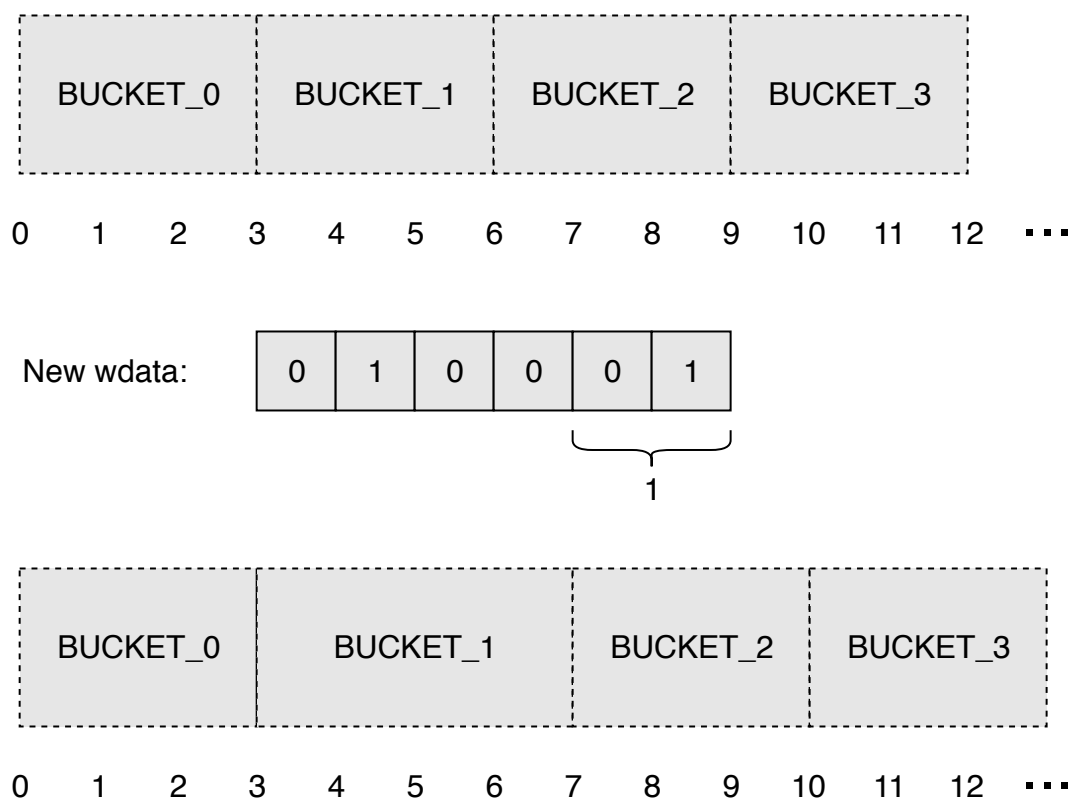 BUCKET_0 BUCKET_1 BUCKET_2 BUCKET_3
0 1 2 3 4 5 6 7 8 9 10 11 12 ...
New wdata: 0 1 0 0 0 1
1
BUCKET_0 BUCKET_1 BUCKET_2 BUCKET_3
0 1 2 3 4 5 6 7 8 9 10 11 12 ...